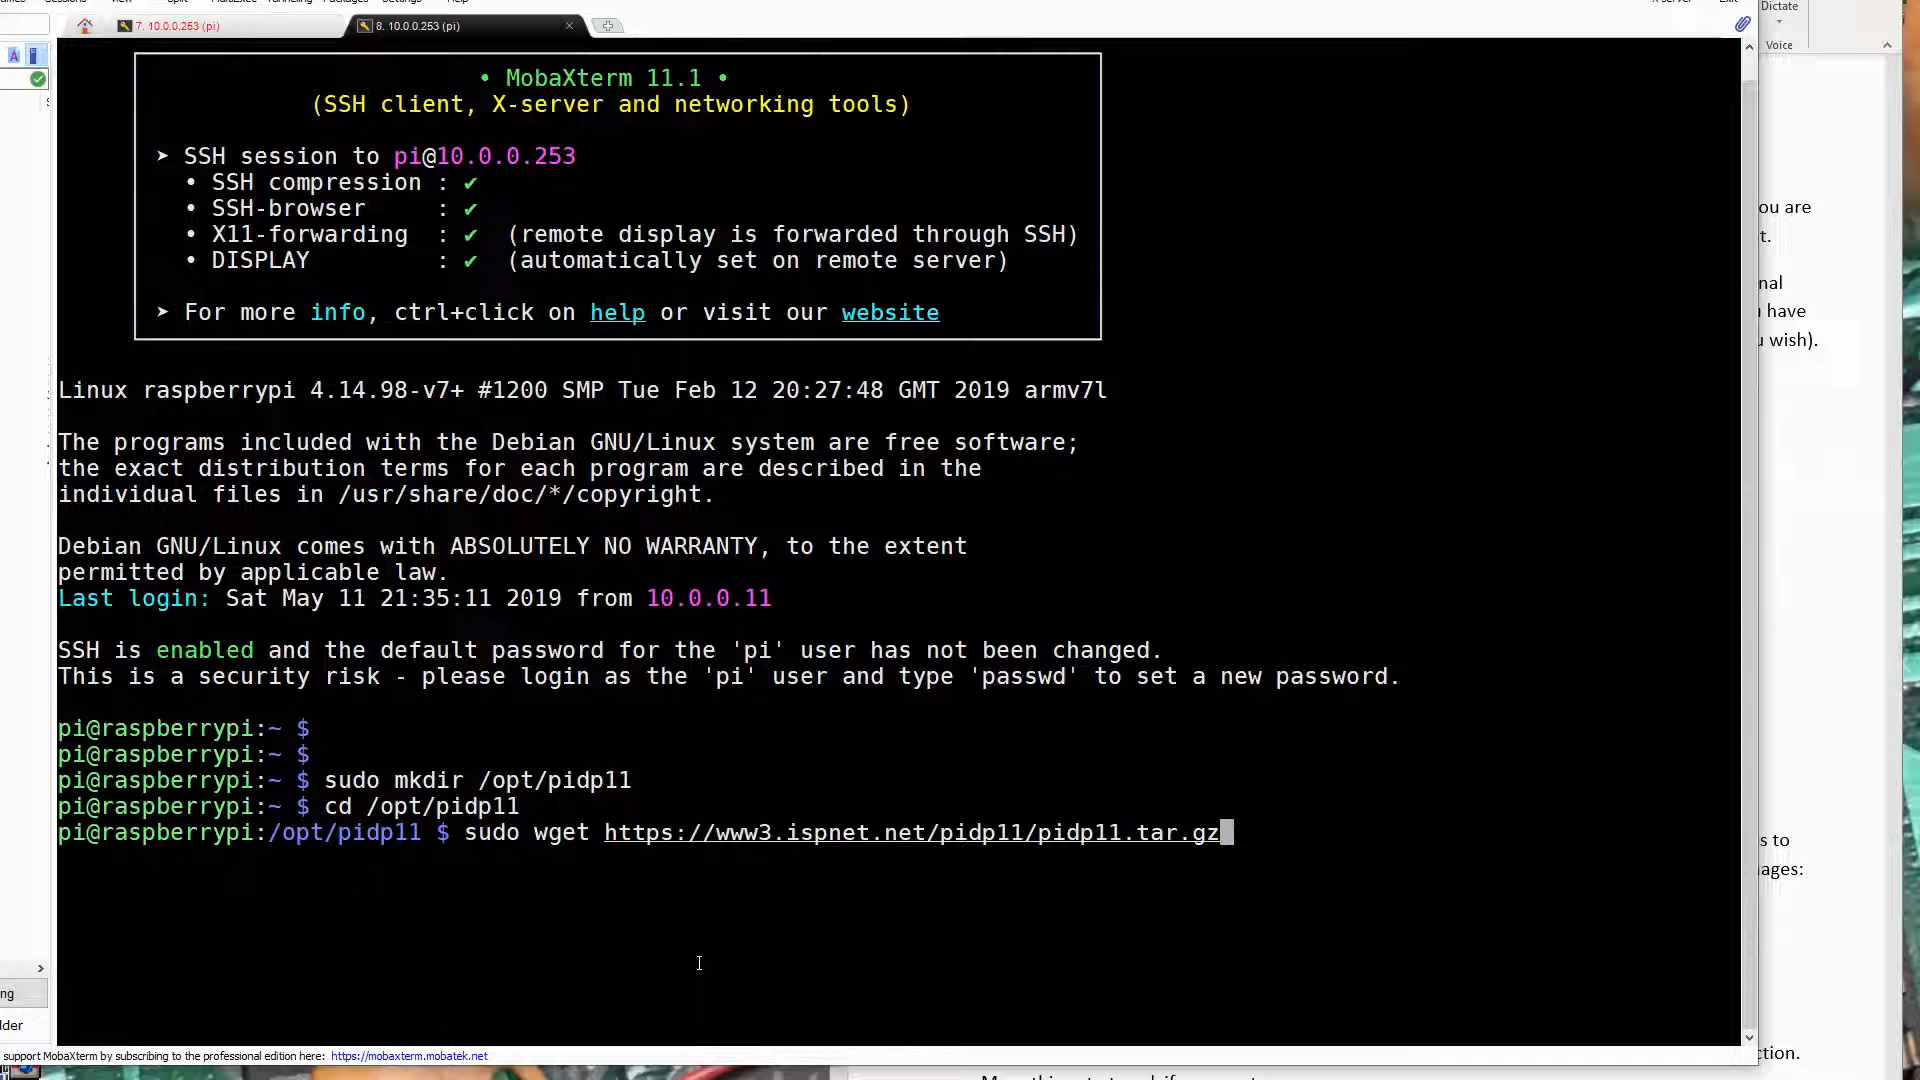 7. 10.0.0.253 (pi)
8. 10.0.0.253 (pi)
Dictate
Voice
• MobaXterm 11.1 •
(SSH client, X-server and networking tools)
➤ SSH session to pi@10.0.0.253
• SSH compression : ✔
• SSH-browser : ✔
• X11-forwarding : ✔ (remote display is forwarded through SSH)
• DISPLAY : ✔ (automatically set on remote server)
➤ For more info, ctrl+click on help or visit our website
Linux raspberrypi 4.14.98-v7+ #1200 SMP Tue Feb 12 20:27:48 GMT 2019 armv7l
The programs included with the Debian GNU/Linux system are free software;
the exact distribution terms for each program are described in the
individual files in /usr/share/doc/*/copyright.
Debian GNU/Linux comes with ABSOLUTELY NO WARRANTY, to the extent
permitted by applicable law.
Last login: Sat May 11 21:35:11 2019 from 10.0.0.11
SSH is enabled and the default password for the 'pi' user has not been changed.
This is a security risk - please login as the 'pi' user and type 'passwd' to set a new password.
pi@raspberrypi:~ $
pi@raspberrypi:~ $
pi@raspberrypi:~ $ sudo mkdir /opt/pidp11
pi@raspberrypi:~ $ cd /opt/pidp11
pi@raspberrypi:/opt/pidp11 $ sudo wget https://www3.ispnet.net/pidp11/pidp11.tar.gz
ou are
t.
nal
have
wish).
s to
ages:
ction.
ng
lder
support MobaXterm by subscribing to the professional edition here: https://mobaxterm.mobatek.net